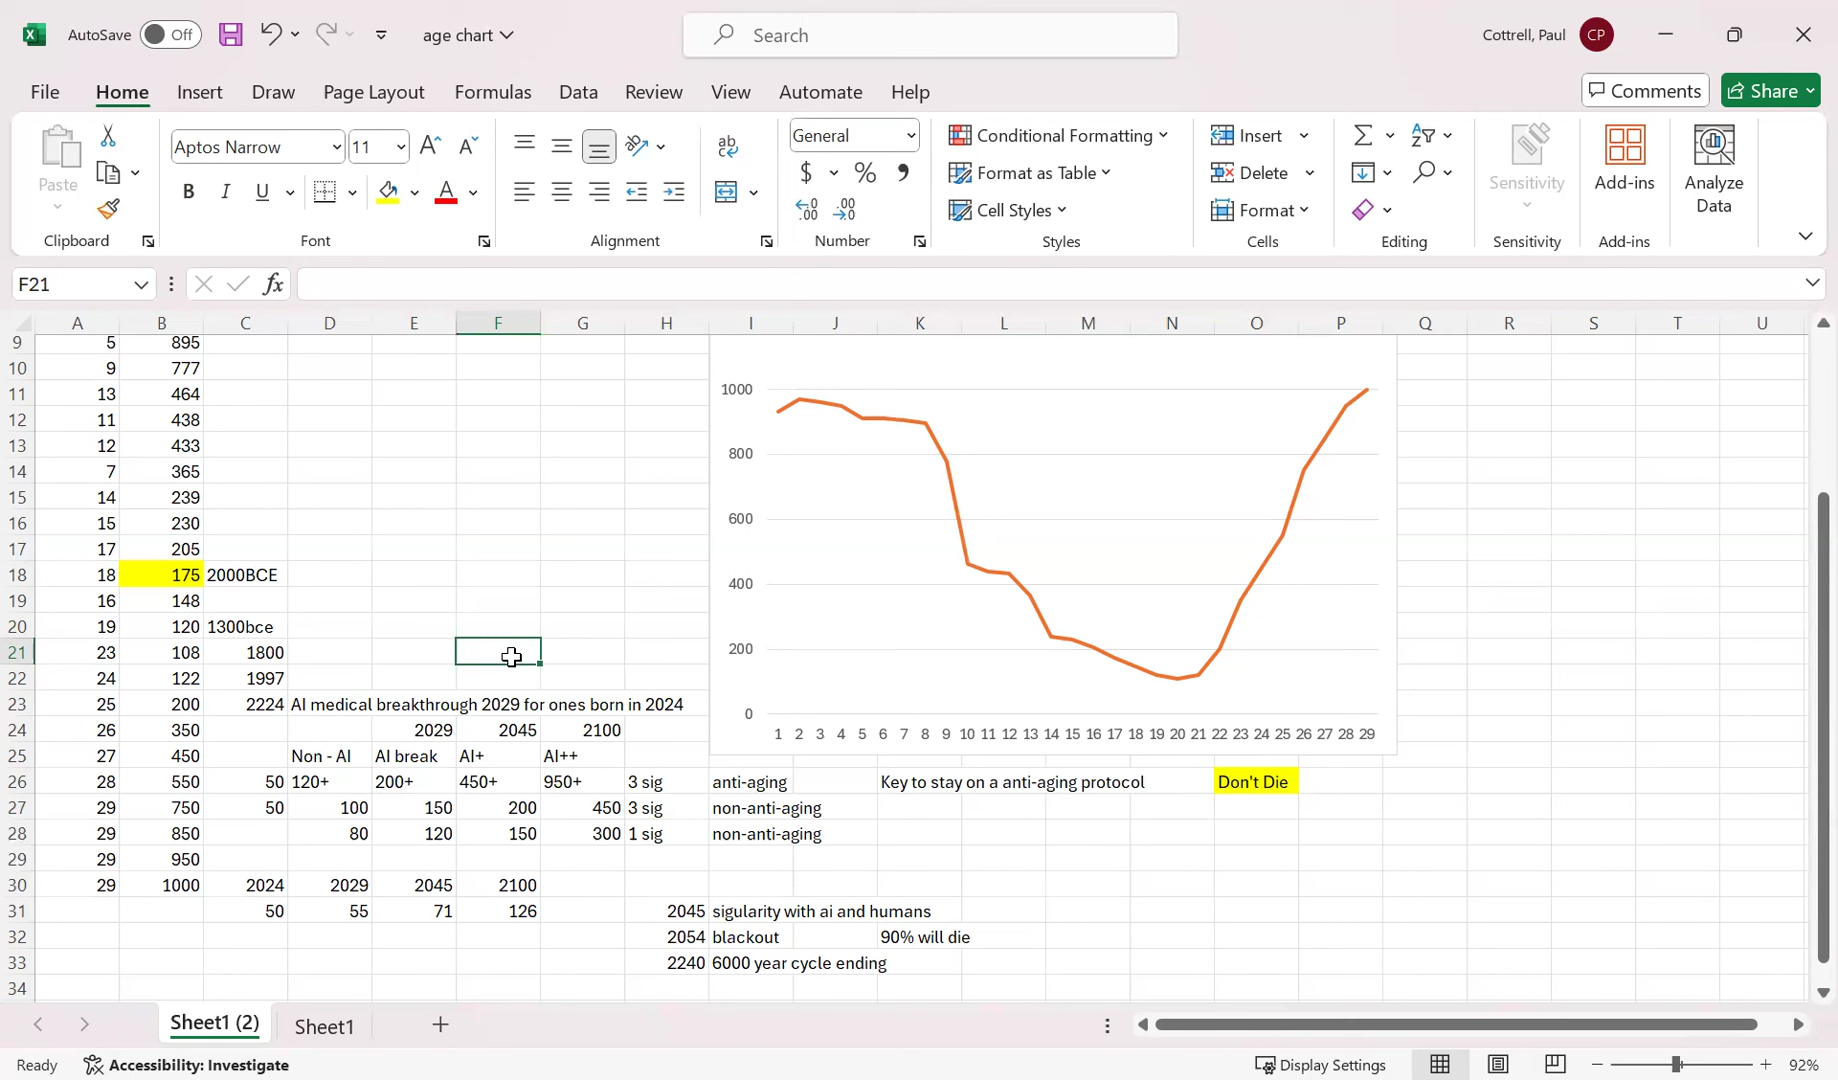 AutoSave Off age chart Search Cottrell, Paul CP
File Home Insert Draw Page Layout Formulas Data Review View Automate Help Comments Share
Paste
Clipboard
Aptos Narrow 11
B I U A
Font
ab
Alignment
General
$ % 9
.00 .00
Number
Conditional Formatting
Format as Table
Cell Styles
Styles
Insert
Delete
Format
Cells
Editing
Sensitivity
Sensitivity
Add-ins
Add-ins
Analyze Data
F21 fx
A B C D E F G H I J K L M N O P Q R S T U
9 5 895
10 9 777
11 13 464
12 11 438
13 12 433
14 7 365
15 14 239
16 15 230
17 17 205
18 18 175 2000BCE
19 16 148
20 19 120 1300bce
21 23 108 1800
22 24 122 1997
23 25 200 2224 AI medical breakthrough 2029 for ones born in 2024
24 26 350 2029 2045 2100
25 27 450 Non - AI AI break AI+ AI++
26 28 550 50 120+ 200+ 450+ 950+ 3 sig anti-aging Key to stay on a anti-aging protocol Don't Die
27 29 750 50 100 150 200 450 3 sig non-anti-aging
28 29 850 80 120 150 300 1 sig non-anti-aging
29 29 950
30 29 1000 2024 2029 2045 2100
31 50 55 71 126 2045 sigularity with ai and humans
32 2054 blackout 90% will die
33 2240 6000 year cycle ending
34
1000
800
600
400
200
0
1 2 3 4 5 6 7 8 9 10 11 12 13 14 15 16 17 18 19 20 21 22 23 24 25 26 27 28 29
Sheet1 (2) Sheet1
Ready Accessibility: Investigate Display Settings 92%